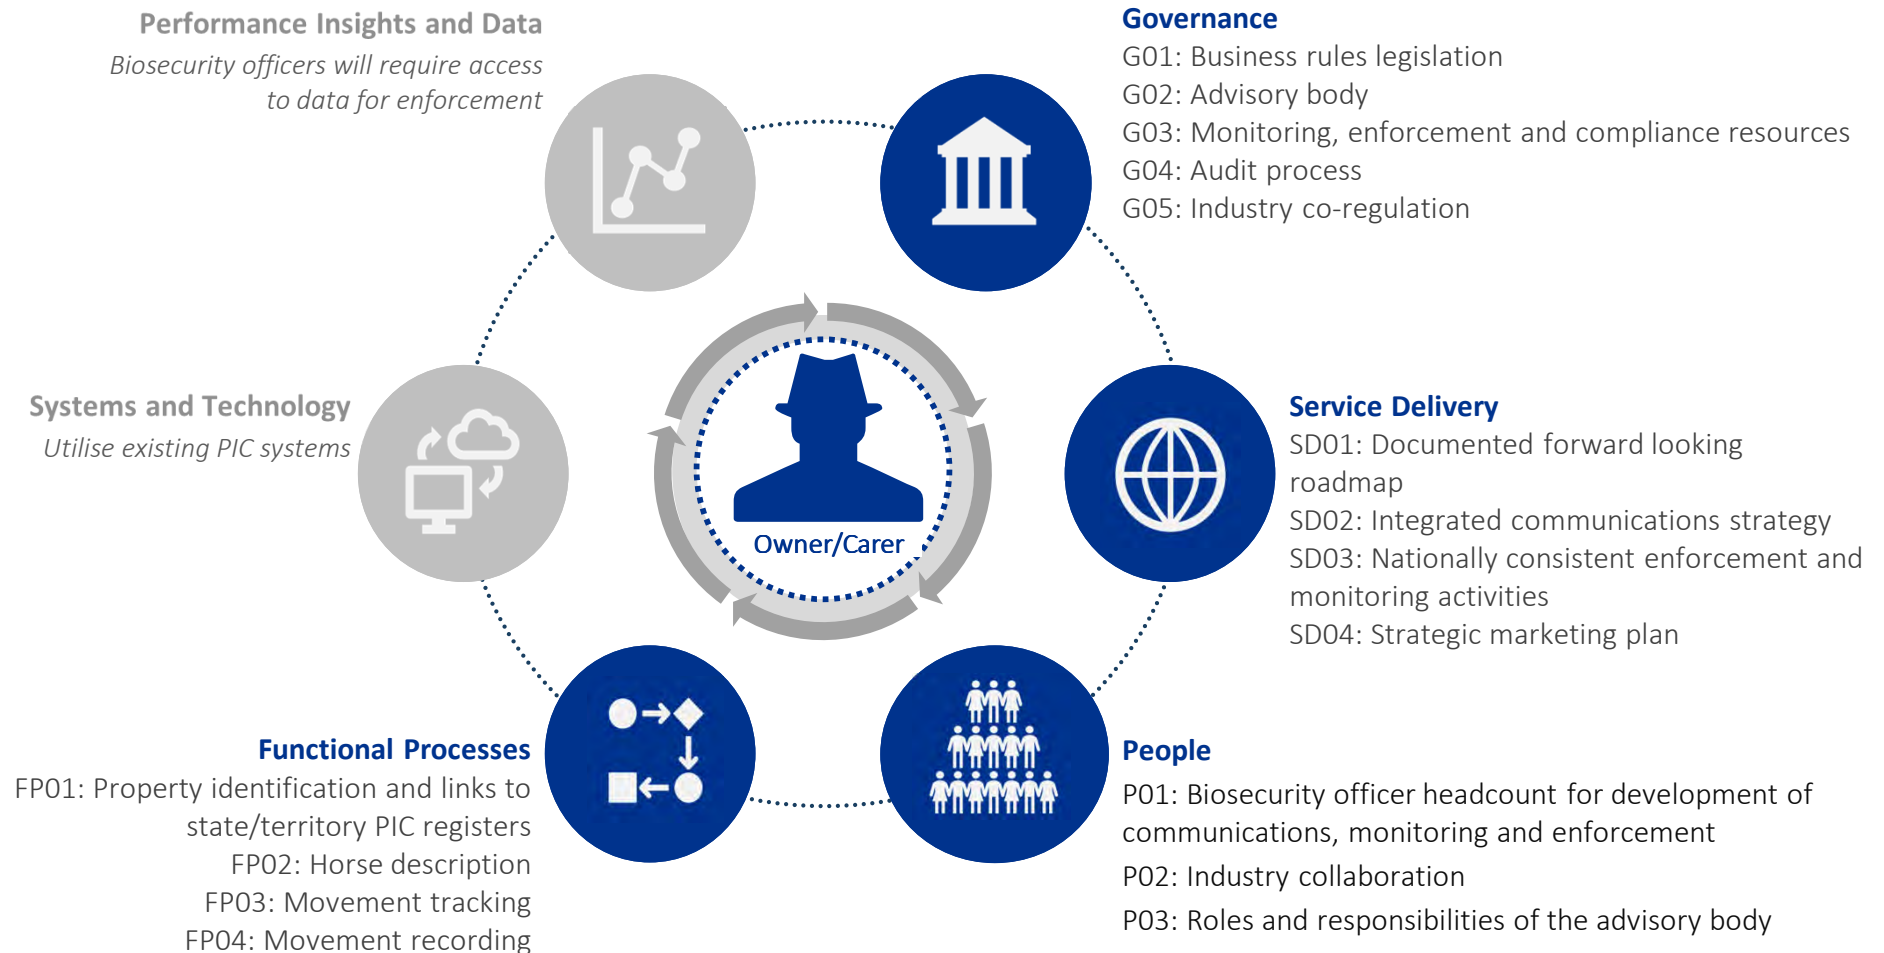 Performance Insights and Data
Biosecurity officers will require access
to data for enforcement
Governance
G01: Business rules legislation
G02: Advisory body
G03: Monitoring, enforcement and compliance resources
G04: Audit process
G05: Industry co-regulation
Systems and Technology
Utilise existing PIC systems
Owner/Carer
Service Delivery
SD01: Documented forward looking
roadmap
SD02: Integrated communications strategy
SD03: Nationally consistent enforcement and
monitoring activities
SD04: Strategic marketing plan
Functional Processes
FP01: Property identification and links to
state/territory PIC registers
FP02: Horse description
FP03: Movement tracking
FP04: Movement recording
People
P01: Biosecurity officer headcount for development of
communications, monitoring and enforcement
P02: Industry collaboration
P03: Roles and responsibilities of the advisory body